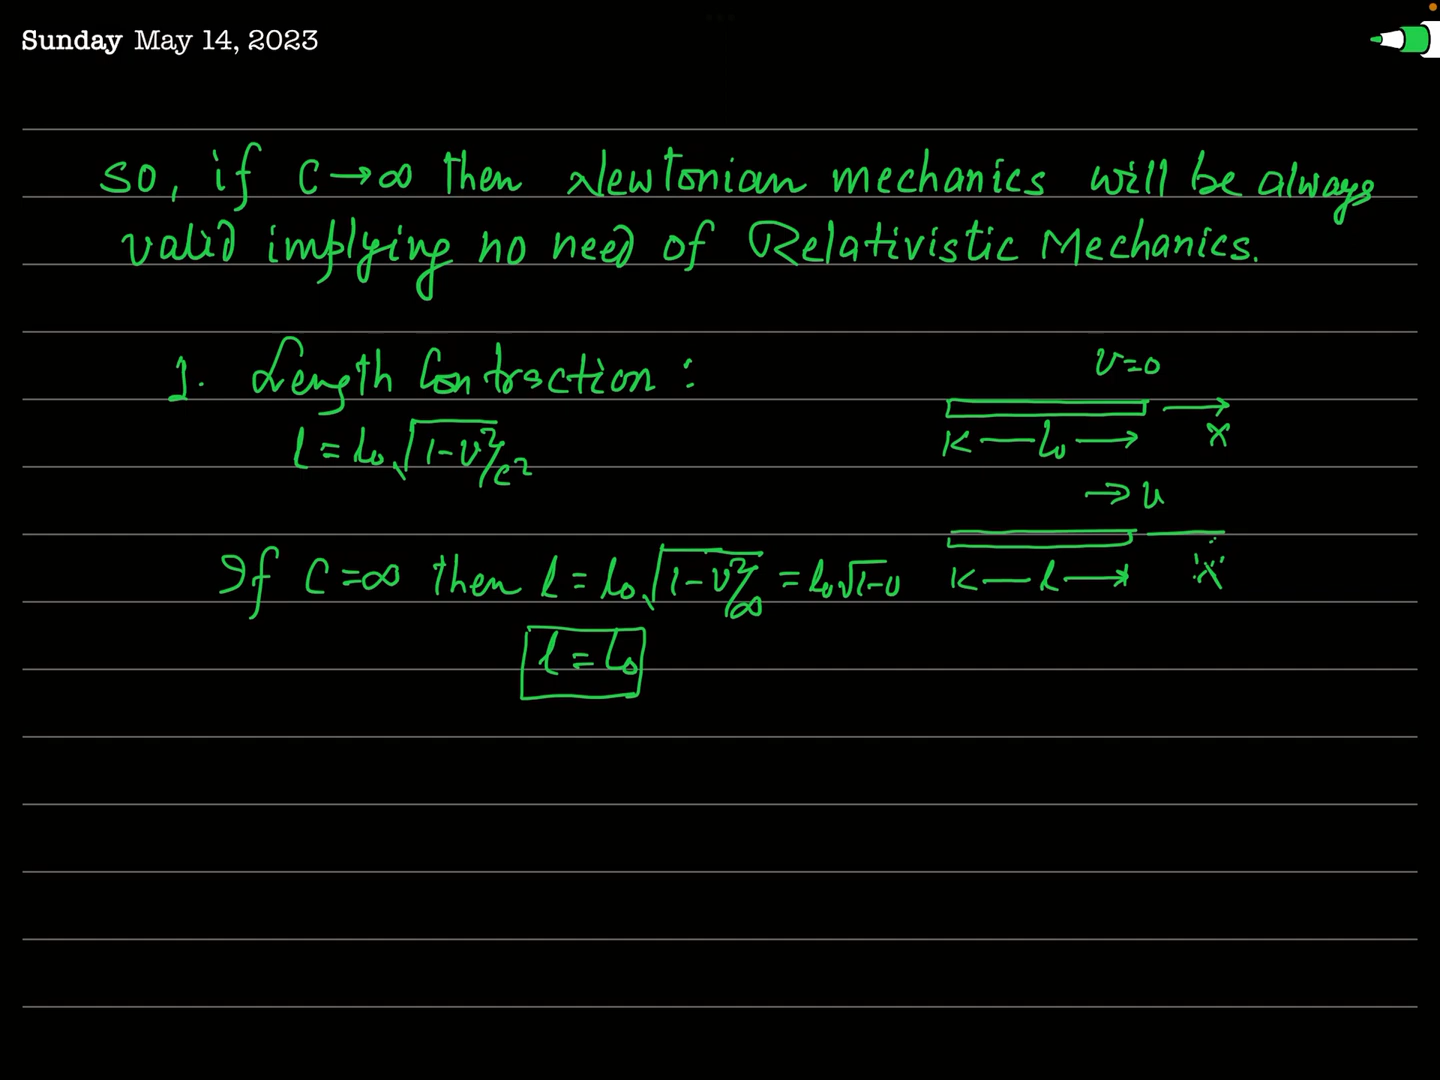 Sunday May 14, 2023
So, if C→∞ then Newtonian mechanics will be always
valid implying no need of Relativistic Mechanics.
1. Length Contraction :
v=0
l = l₀√1-v²/c²
l₀ x
→ v
If C=∞ then l = l₀√1-v²/∞ = l₀√1-0
l x
l = l₀